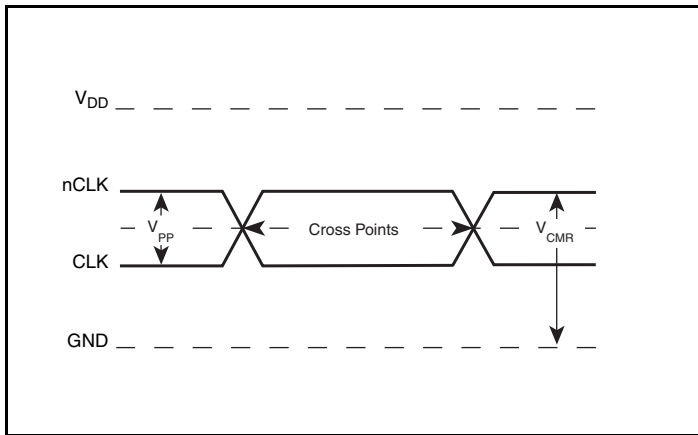 VDD
nCLK
VPP
Cross Points
VCMR
CLK
GND